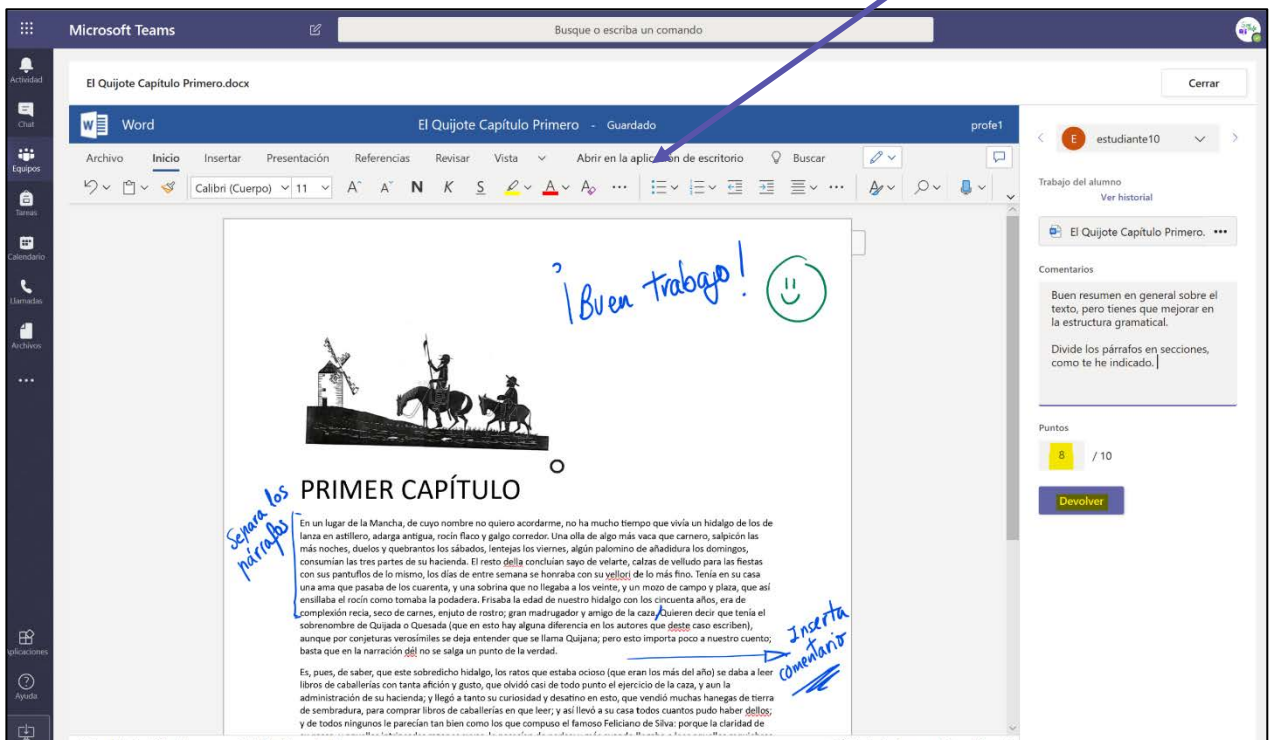 Microsoft Teams
Busque o escriba un comando
Actividad
Chat
Equipos
Tareas
Calendario
Llamadas
Archivos
Aplicaciones
Ayuda
El Quijote Capítulo Primero.docx
Cerrar
Word
El Quijote Capítulo Primero - Guardado
profe1
Archivo Inicio Insertar Presentación Referencias Revisar Vista Abrir en la aplicación de escritorio Buscar
Calibri (Cuerpo) 11 A A N K S A A
¡Buen trabajo!
PRIMER CAPÍTULO
Separa los
párrafos
En un lugar de la Mancha, de cuyo nombre no quiero acordarme, no ha mucho tiempo que vivía un hidalgo de los de
lanza en astillero, adarga antigua, rocín flaco y galgo corredor. Una olla de algo más vaca que carnero, salpicón las
más noches, duelos y quebrantos los sábados, lentejas los viernes, algún palomino de añadidura los domingos,
consumían las tres partes de su hacienda. El resto della concluían sayo de velarte, calzas de velludo para las fiestas
con sus pantuflos de lo mismo, los días de entre semana se honraba con su vellori de lo más fino. Tenía en su casa
una ama que pasaba de los cuarenta, y una sobrina que no llegaba a los veinte, y un mozo de campo y plaza, que así
ensillaba el rocín como tomaba la podadera. Frisaba la edad de nuestro hidalgo con los cincuenta años, era de
complexión recia, seco de carnes, enjuto de rostro; gran madrugador y amigo de la caza. Quieren decir que tenía el
sobrenombre de Quijada o Quesada (que en esto hay alguna diferencia en los autores que deste caso escriben),
aunque por conjeturas verosímiles se deja entender que se llama Quijana; pero esto importa poco a nuestro cuento;
basta que en la narración dél no se salga un punto de la verdad.
Inserta
comentario
Es, pues, de saber, que este sobredicho hidalgo, los ratos que estaba ocioso (que eran los más del año) se daba a leer
libros de caballerías con tanta afición y gusto, que olvidó casi de todo punto el ejercicio de la caza, y aun la
administración de su hacienda; y llegó a tanto su curiosidad y desatino en esto, que vendió muchas hanegas de tierra
de sembradura, para comprar libros de caballerías en que leer; y así llevó a su casa todos cuantos pudo haber dellos;
y de todos ningunos le parecían tan bien como los que compuso el famoso Feliciano de Silva: porque la claridad de
E estudiante10
Trabajo del alumno
Ver historial
El Quijote Capítulo Primero.
Comentarios
Buen resumen en general sobre el
texto, pero tienes que mejorar en
la estructura gramatical.
Divide los párrafos en secciones,
como te he indicado.
Puntos
8 / 10
Devolver